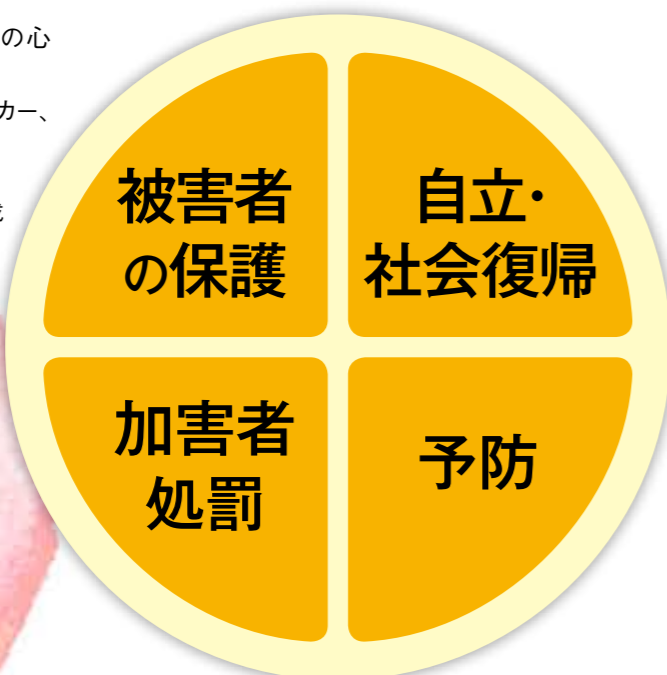 の心
カー、
被害者
の保護
自立・
社会復帰
加害者
処罰
予防